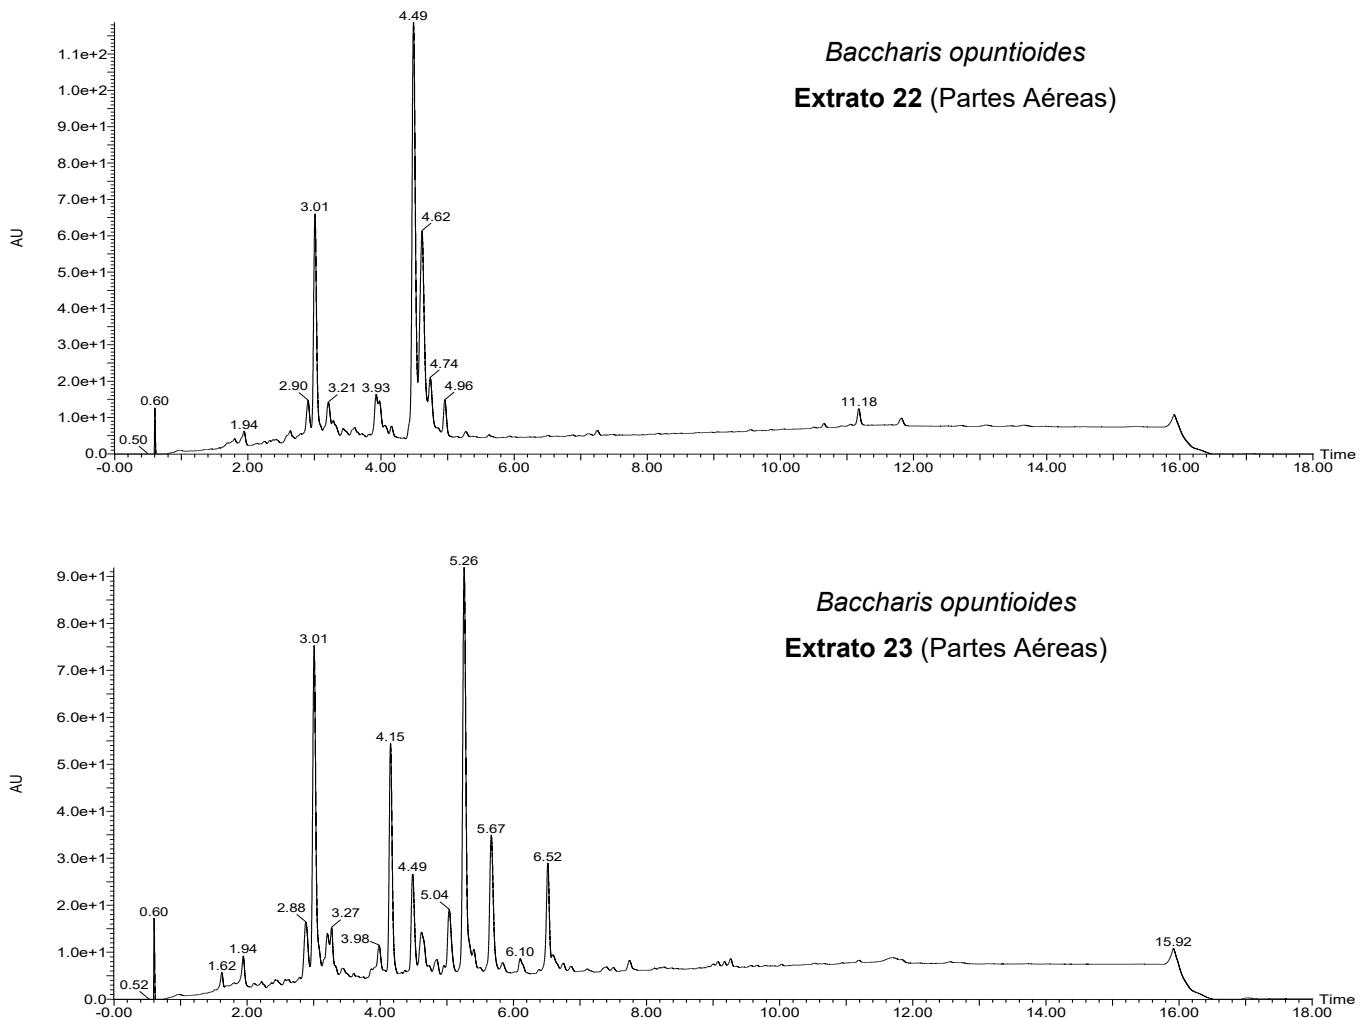 4.49
1.1e+2
Baccharis opuntioides
1.0e+2
Extrato 22 (Partes Aéreas)
9.0e+1
8.0e+1
7.0e+1
3.01
4.62
6.0e+1
AU
5.0e+1
4.0e+1
3.0e+1
2.0e+1
4.74
2.90 3.21 3.93 4.96
0.60
11.18
1.0e+1
1.94
0.50
0.0
-0.00 2.00 4.00 6.00 8.00 10.00 12.00 14.00 16.00 18.00 Time
5.26
9.0e+1
Baccharis opuntioides
8.0e+1
Extrato 23 (Partes Aéreas)
3.01
7.0e+1
6.0e+1
4.15
5.0e+1
AU
4.0e+1
5.67
3.0e+1
6.52
4.49
2.0e+1
5.04
0.60 2.88 3.27
3.98
1.0e+1
1.94 15.92
1.62 6.10
0.52
0.0
-0.00 2.00 4.00 6.00 8.00 10.00 12.00 14.00 16.00 18.00 Time